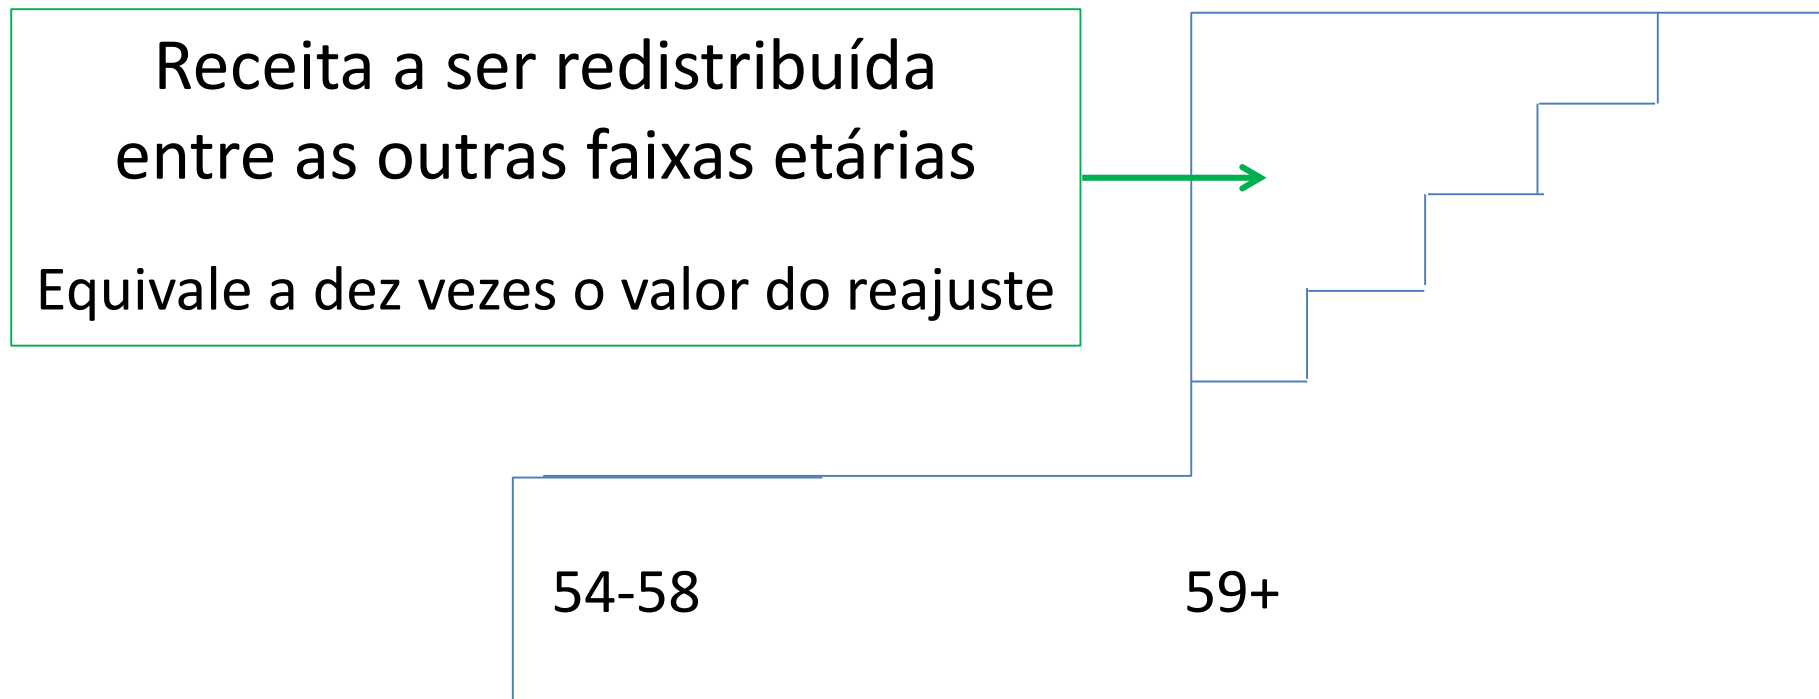 Receita a ser redistribuída
entre as outras faixas etárias
Equivale a dez vezes o valor do reajuste
54-58
59+